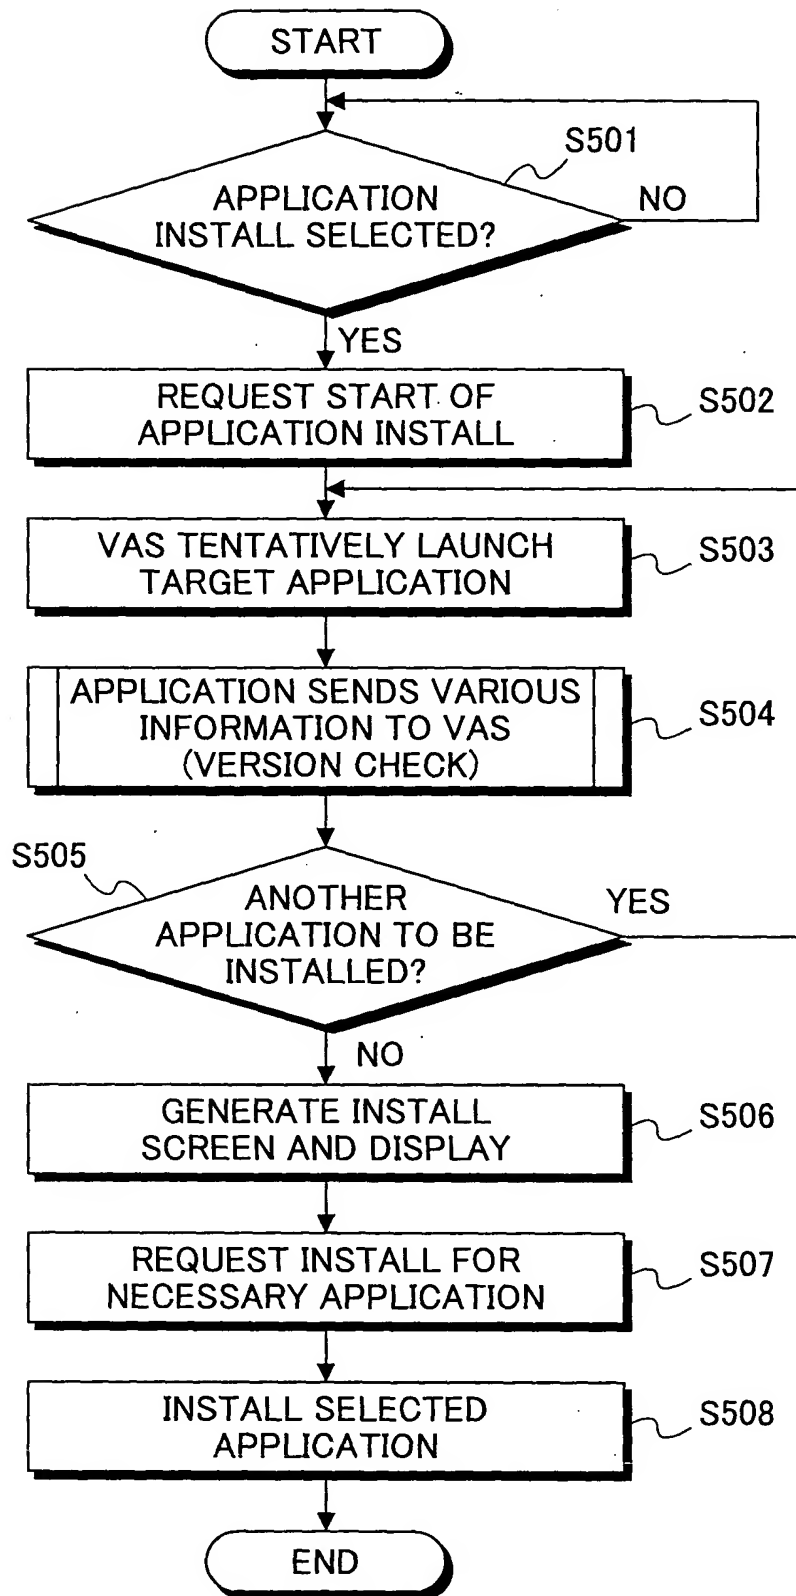 START
S501
APPLICATION
INSTALL SELECTED?
NO
YES
REQUEST START OF
APPLICATION INSTALL
S502
VAS TENTATIVELY LAUNCH
TARGET APPLICATION
S503
APPLICATION SENDS VARIOUS
INFORMATION TO VAS
(VERSION CHECK)
S504
S505
ANOTHER
APPLICATION TO BE
INSTALLED?
YES
NO
GENERATE INSTALL
SCREEN AND DISPLAY
S506
REQUEST INSTALL FOR
NECESSARY APPLICATION
S507
INSTALL SELECTED
APPLICATION
S508
END